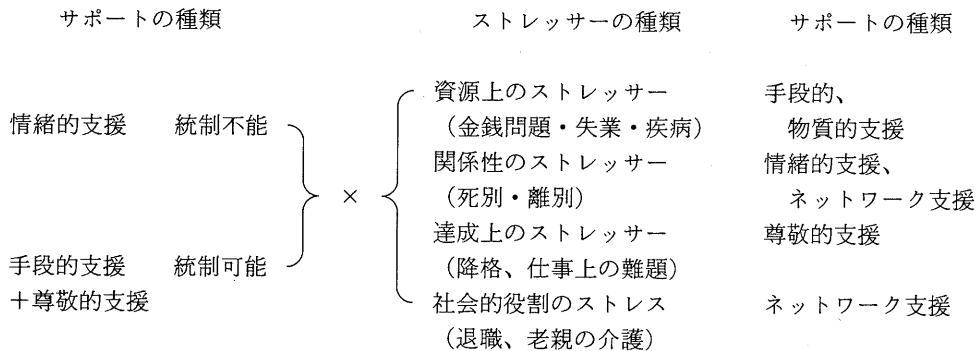 サポートの種類 ストレッサーの種類 サポートの種類
資源上のストレッサー 手段的、
情緒的支援 統制不能 (金銭問題・失業・疾病) 物質的支援
関係性のストレッサー 情緒的支援、
× (死別・離別) ネットワーク支援
達成上のストレッサー 尊敬的支援
手段的支援 統制可能 (降格、仕事上の難題)
+尊敬的支援 社会的役割のストレス ネットワーク支援
(退職、老親の介護)